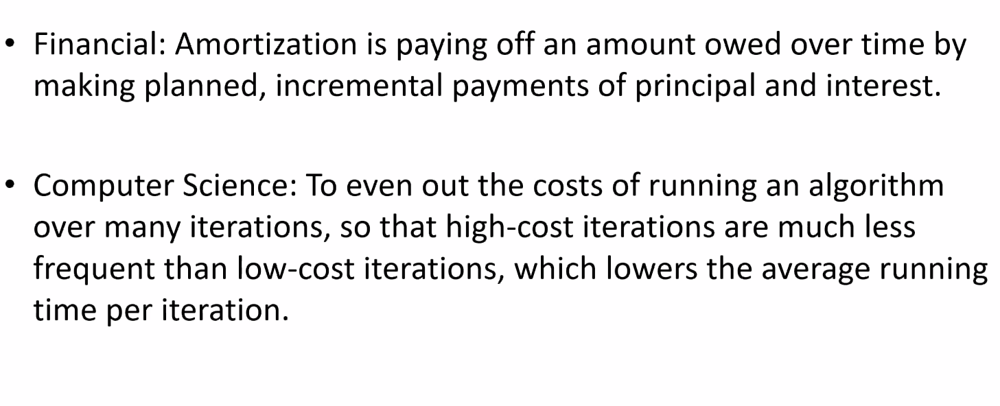 • Financial: Amortization is paying off an amount owed over time by
making planned, incremental payments of principal and interest.
• Computer Science: To even out the costs of running an algorithm
over many iterations, so that high-cost iterations are much less
frequent than low-cost iterations, which lowers the average running
time per iteration.